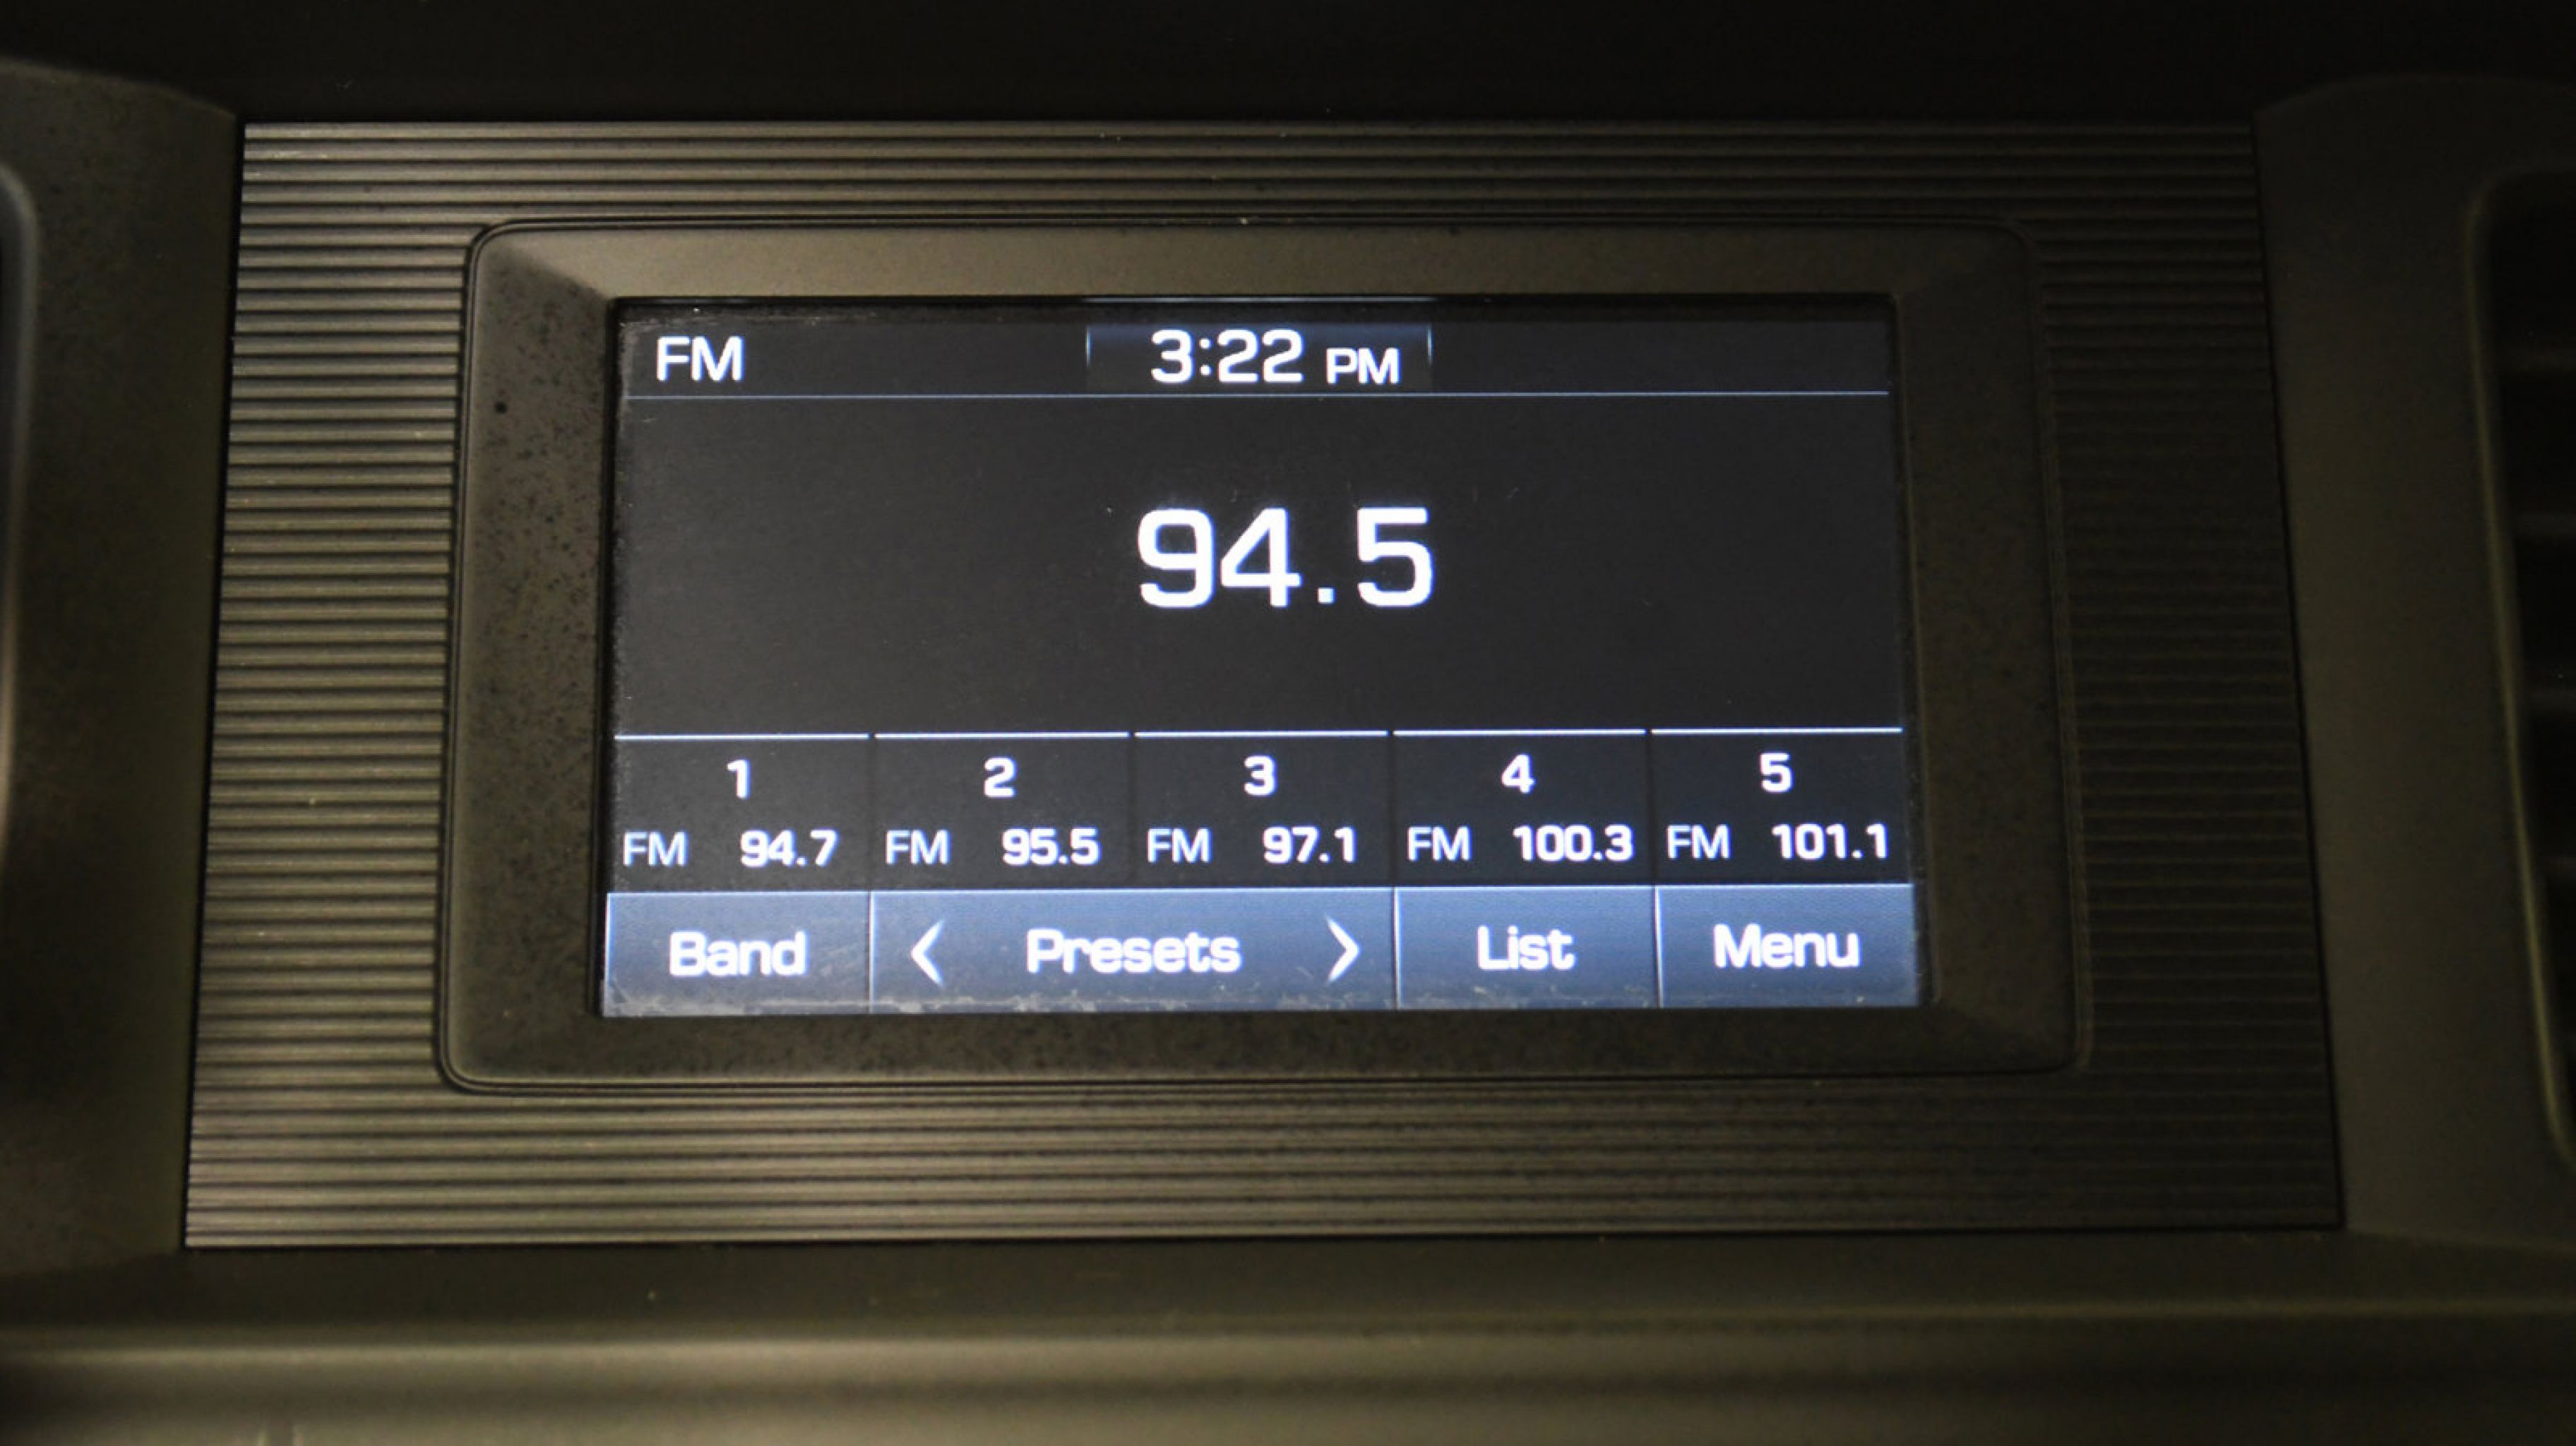 FM 3:22 PM
94.5
1 2 3 4 5
FM 94.7 FM 95.5 FM 97.1 FM 100.3 FM 101.1
Band < Presets > List Menu